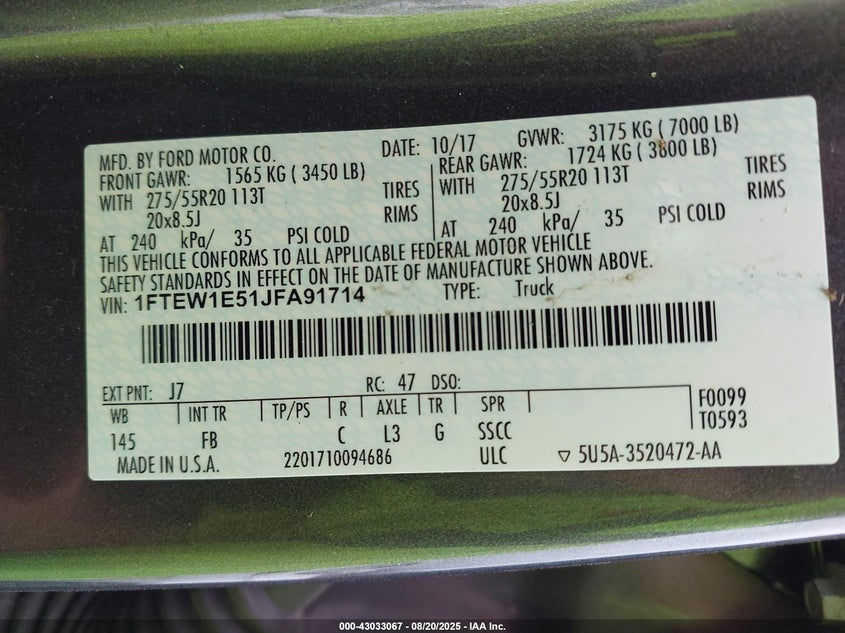 MFD. BY FORD MOTOR CO. DATE: 10/17 GVWR: 3175 KG ( 7000 LB)
FRONT GAWR: 1565 KG ( 3450 LB) REAR GAWR: 1724 KG ( 3800 LB)
WITH 275/55R20 113T TIRES WITH 275/55R20 113T TIRES
20x8.5J RIMS 20x8.5J RIMS
AT 240 kPa/ 35 PSI COLD AT 240 kPa/ 35 PSI COLD
THIS VEHICLE CONFORMS TO ALL APPLICABLE FEDERAL MOTOR VEHICLE
SAFETY STANDARDS IN EFFECT ON THE DATE OF MANUFACTURE SHOWN ABOVE.
VIN: 1FTEW1E51JFA91714 TYPE: Truck
EXT PNT: J7 RC: 47 DSO:
WB INT TR TP/PS R AXLE TR SPR F0099
T0593
145 FB C L3 G SSCC
MADE IN U.S.A. 2201710094686 ULC ▽ 5U5A-3520472-AA
000-43033067 - 08/20/2025 - IAA Inc.